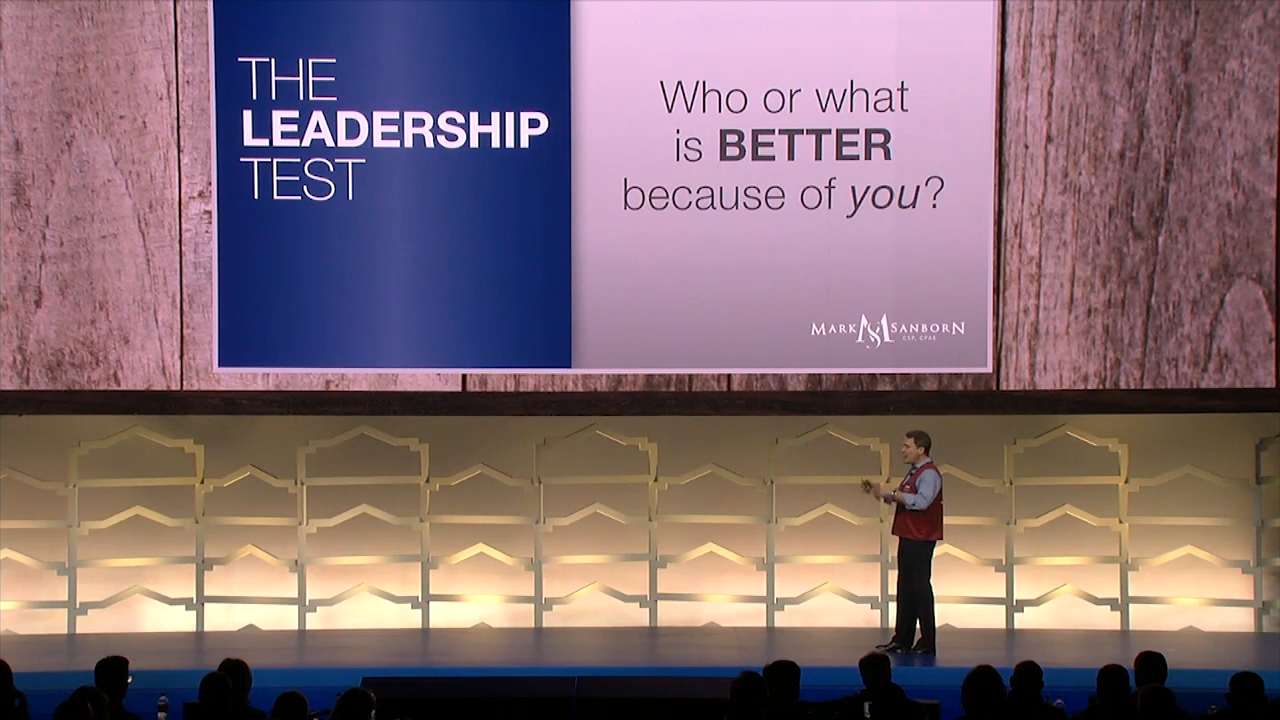 THE
LEADERSHIP
TEST
Who or what
is BETTER
because of you?
MARK SANBORN
CSP, CPAE